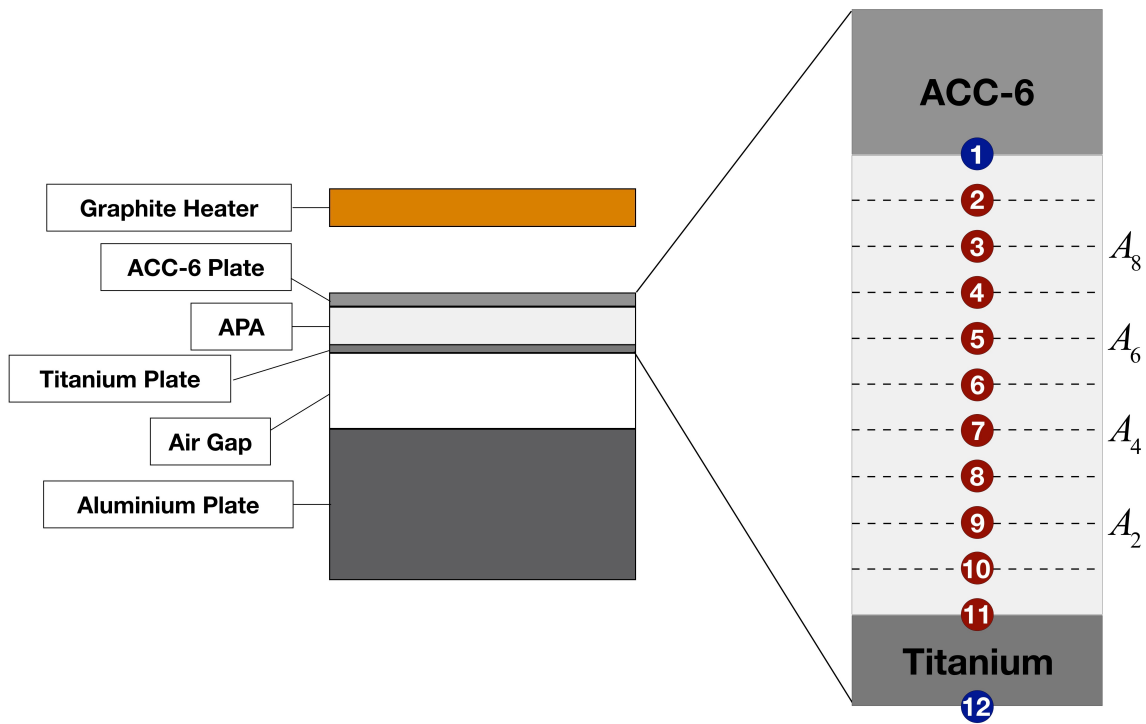 Graphite Heater
ACC-6 Plate
APA
Titanium Plate
Air Gap
Aluminium Plate
ACC-6
1
2
3
A8
4
5
A6
6
7
A4
8
9
A2
10
11
Titanium
12